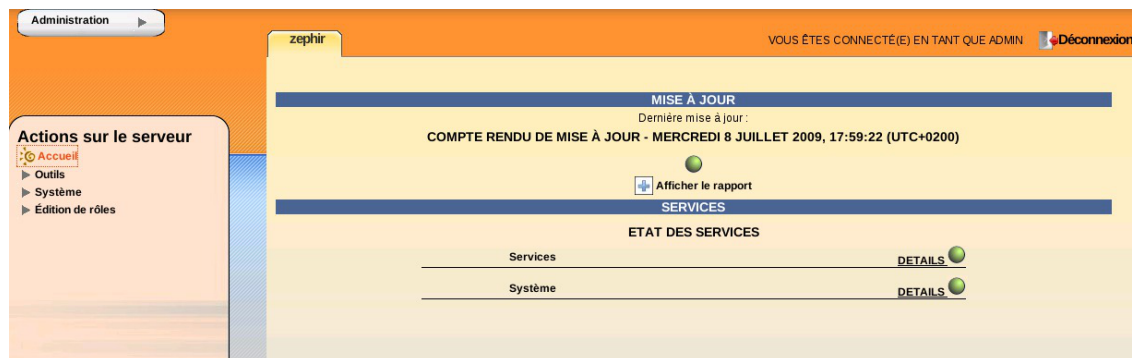 Administration
zephir
VOUS ÊTES CONNECTÉ(E) EN TANT QUE ADMIN
Déconnexion
MISE À JOUR
Dernière mise à jour :
COMPTE RENDU DE MISE À JOUR - MERCREDI 8 JUILLET 2009, 17:59:22 (UTC+0200)
Afficher le rapport
Actions sur le serveur
Accueil
Outils
Système
Édition de rôles
SERVICES
ETAT DES SERVICES
Services DETAILS
Système DETAILS